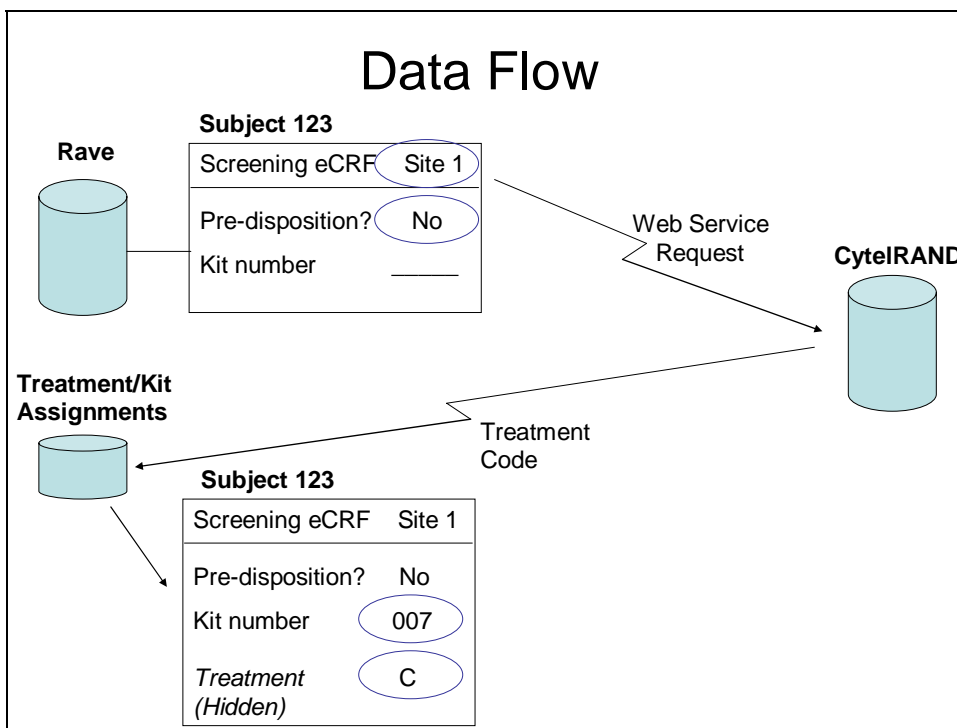 Data Flow
Subject 123
Rave
Screening eCRF Site 1
Pre-disposition? No
Kit number ______
Web Service
Request
CytelRAND
Treatment/Kit
Assignments
Treatment
Code
Subject 123
Screening eCRF Site 1
Pre-disposition? No
Kit number 007
Treatment C
(Hidden)